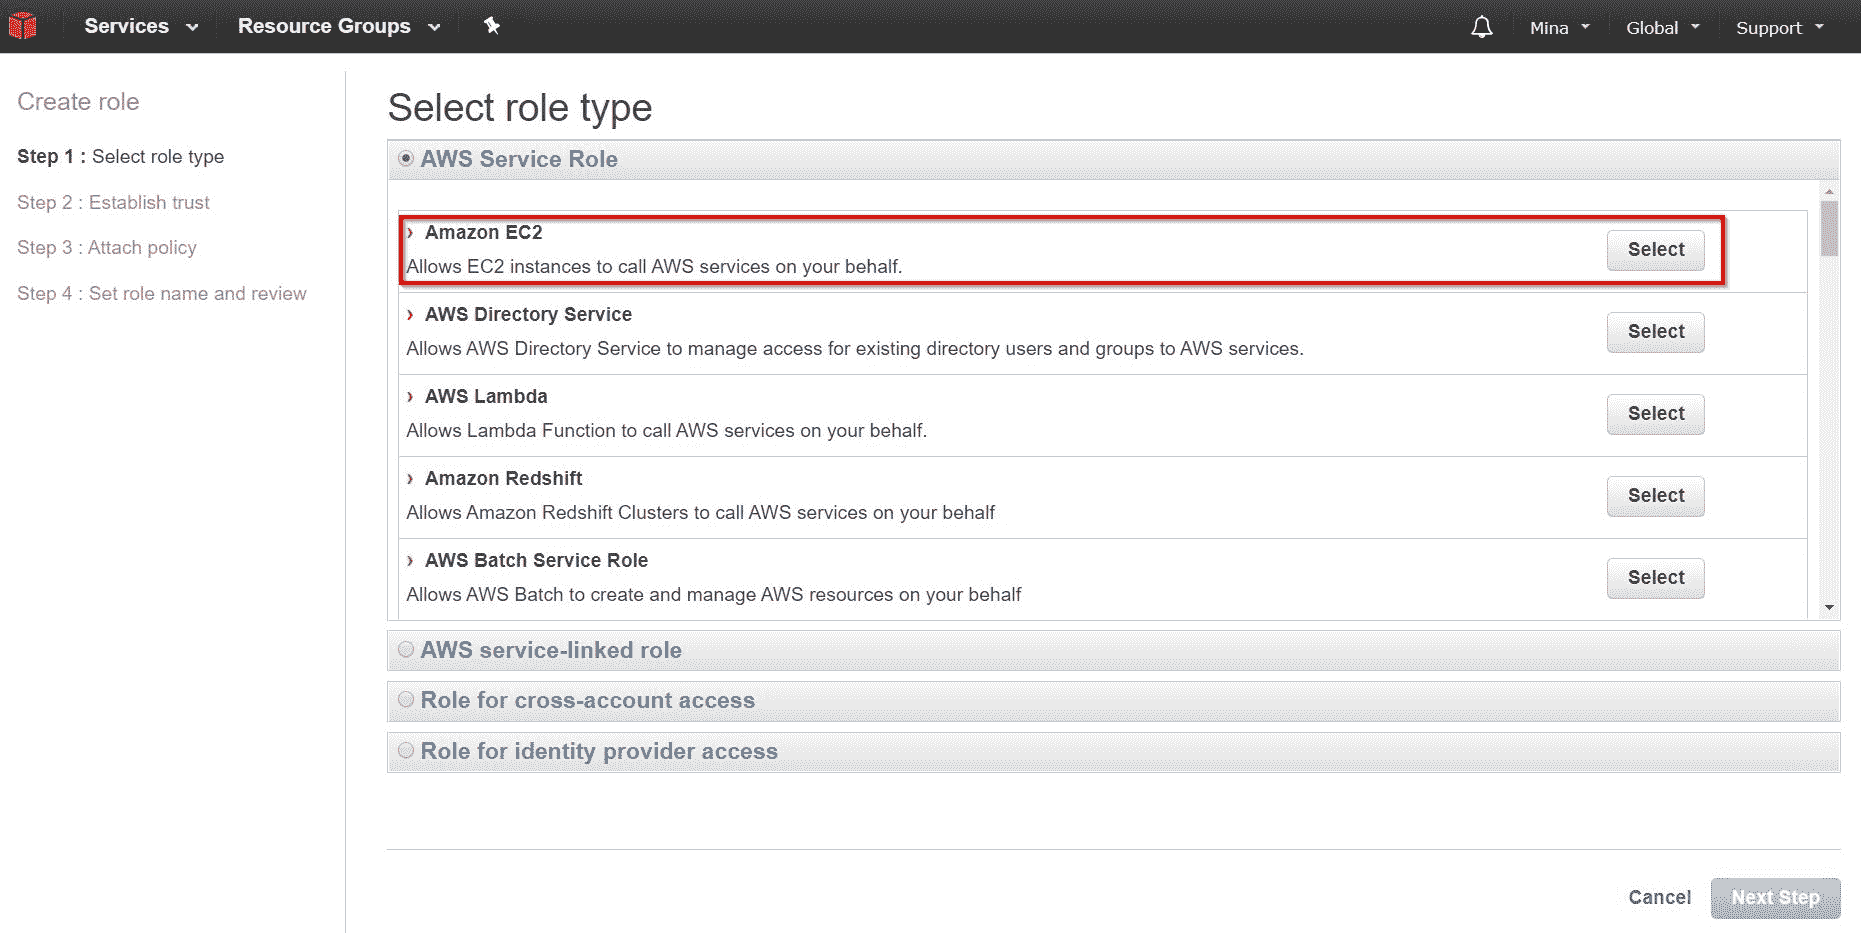 Services Resource Groups Mina Global Support
Create role
Step 1 : Select role type
Step 2 : Establish trust
Step 3 : Attach policy
Step 4 : Set role name and review
Select role type
AWS Service Role
Amazon EC2
Allows EC2 instances to call AWS services on your behalf.
Select
AWS Directory Service
Allows AWS Directory Service to manage access for existing directory users and groups to AWS services.
Select
AWS Lambda
Allows Lambda Function to call AWS services on your behalf.
Select
Amazon Redshift
Allows Amazon Redshift Clusters to call AWS services on your behalf
Select
AWS Batch Service Role
Allows AWS Batch to create and manage AWS resources on your behalf
Select
AWS service-linked role
Role for cross-account access
Role for identity provider access
Cancel Next Step